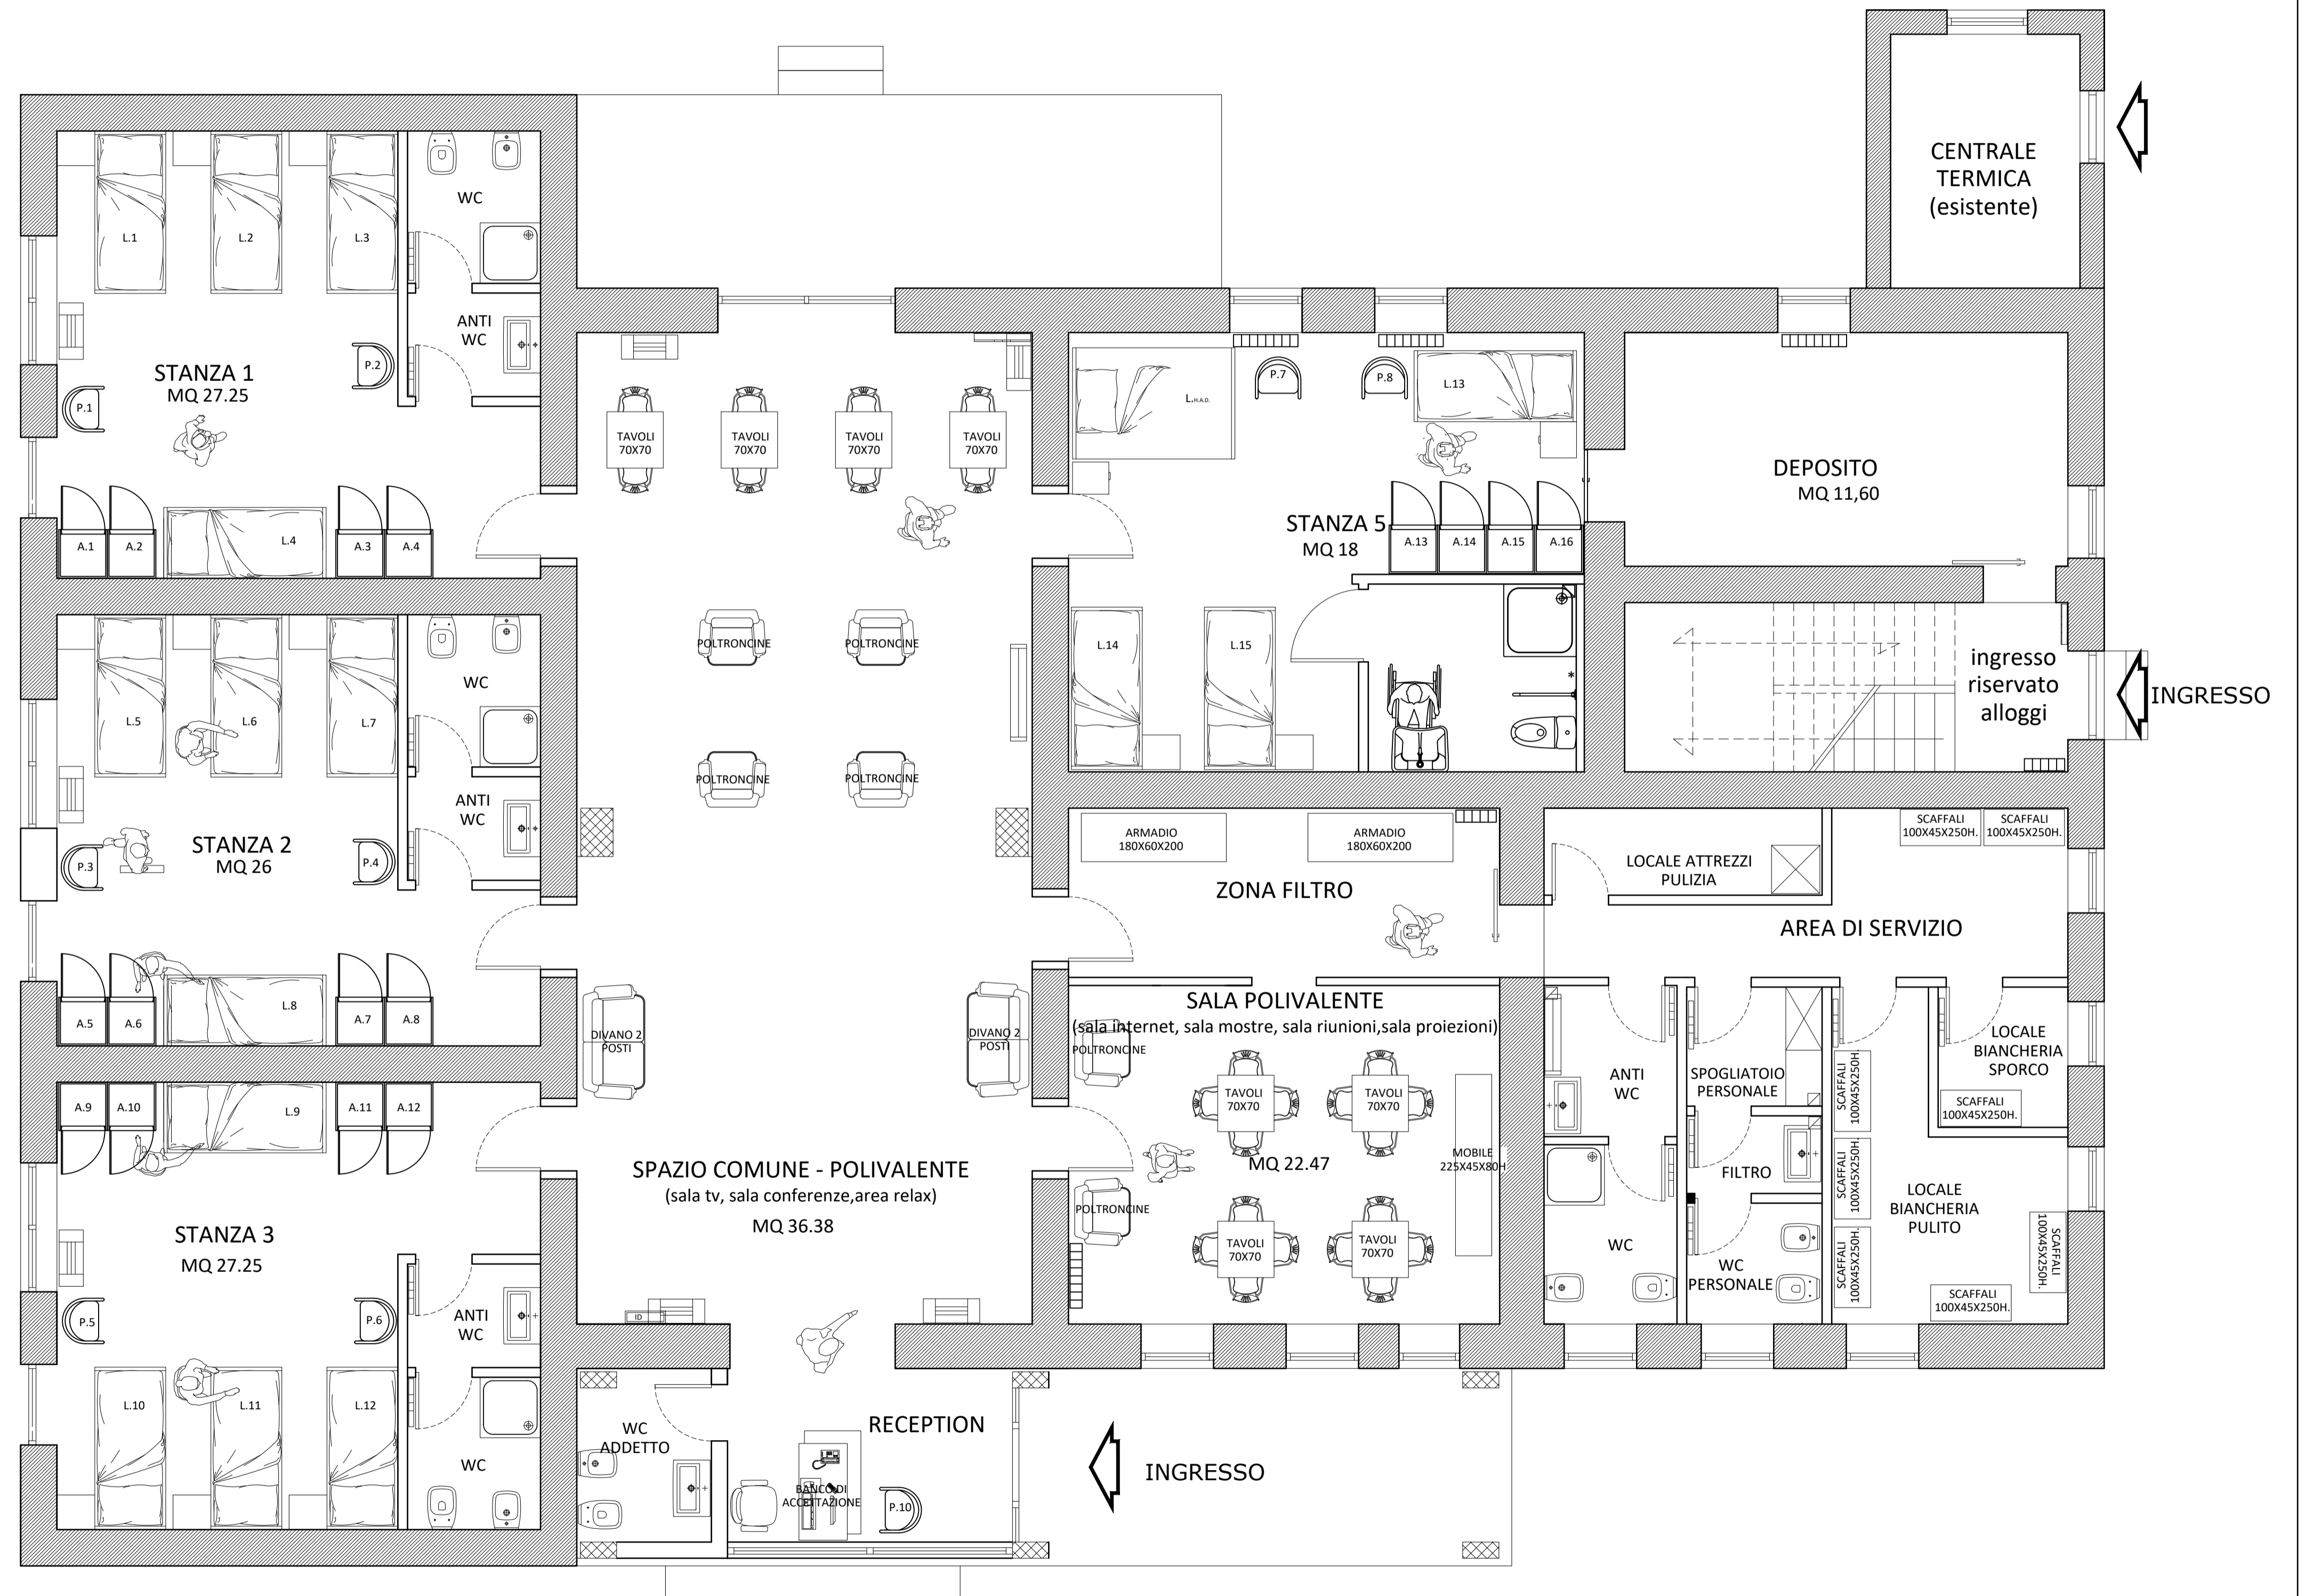 CENTRALE
TERMICA
(esistente)
WC
L.1
L.2
L.3
ANTI
WC
STANZA 1
MQ 27.25
P.2
P.1
L.4
A.1
A.2
A.3
A.4
TAVOLI
70X70
TAVOLI
70X70
TAVOLI
70X70
TAVOLI
70X70
L.H.A.D.
P.7
P.8
L.13
STANZA 5
MQ 18
A.13
A.14
A.15
A.16
DEPOSITO
MQ 11,60
POLTRONCINE
POLTRONCINE
POLTRONCINE
POLTRONCINE
L.14
L.15
*
ingresso
riservato
alloggi
INGRESSO
WC
L.5
L.6
L.7
ANTI
WC
STANZA 2
MQ 26
P.3
P.4
L.8
A.5
A.6
A.7
A.8
ARMADIO
180X60X200
ARMADIO
180X60X200
ZONA FILTRO
LOCALE ATTREZZI
PULIZIA
SCAFFALI
100X45X250H.
SCAFFALI
100X45X250H.
AREA DI SERVIZIO
DIVANO 2
POSTI
DIVANO 2
POSTI
SALA POLIVALENTE
(sala internet, sala mostre, sala riunioni,sala proiezioni)
POLTRONCINE
TAVOLI
70X70
TAVOLI
70X70
MQ 22.47
MOBILE
225X45X80H
POLTRONCINE
TAVOLI
70X70
TAVOLI
70X70
ANTI
WC
SPOGLIATOIO
PERSONALE
LOCALE
BIANCHERIA
SPORCO
SCAFFALI
100X45X250H.
SCAFFALI
100X45X250H.
SCAFFALI
100X45X250H.
SCAFFALI
100X45X250H.
FILTRO
LOCALE
BIANCHERIA
PULITO
SCAFFALI
100X45X250H.
SCAFFALI
100X45X250H.
WC
WC
PERSONALE
A.9
A.10
L.9
A.11
A.12
SPAZIO COMUNE - POLIVALENTE
(sala tv, sala conferenze,area relax)
MQ 36.38
STANZA 3
MQ 27.25
P.5
P.6
ANTI
WC
ID
L.10
L.11
L.12
WC
WC
ADDETTO
RECEPTION
BANCO DI
ACCETTAZIONE
P.10
INGRESSO